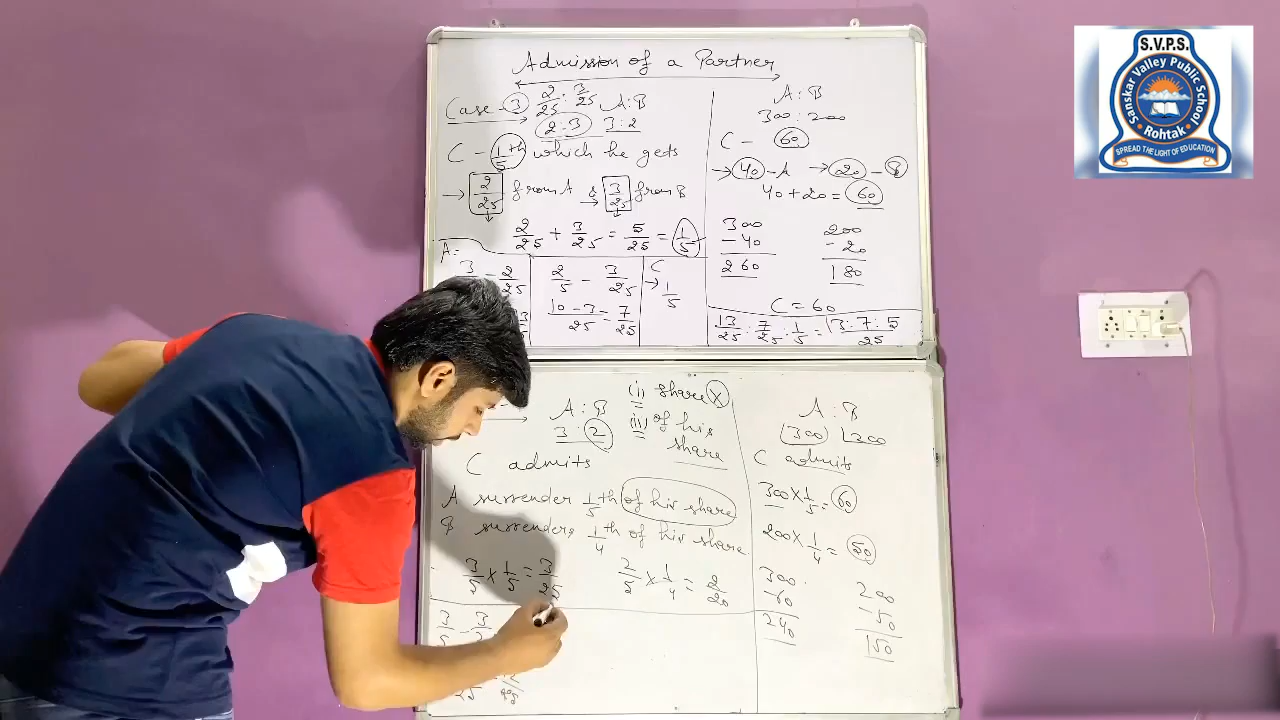 Admission of a Partner
Case - 3 2/25 : 3/25 A : B
2 : 3 3 : 2
C - 1/5th which he gets
→ 2/25 from A & 3/25 from B
2/25 + 3/25 = 5/25 = 1/5
A -
3 - 2/25
2/5 - 3/25
10 - 3/25 = 7/25
C
→ 1/5
A : B
300 : 200
C - 60
→ 40 - A → 20 - B
40 + 20 = 60
300
- 40
260
200
- 20
180
C = 60
13/25 : 7/25 : 1/5 = 13 : 7 : 5/25
A : B
3 : 2
(i) share X
(ii) of his
share
C admits
A surrender 1/5th of his share
B surrenders 1/4th of his share
3/5 × 1/5 = 3/25
2/5 × 1/4 = 2/20
3/5 - 3/2
A : B
300 200
C admits
300 × 1/5 = 60
200 × 1/4 = 50
300
- 60
240
200
- 50
150
S.V.P.S.
Sanskar Valley Public School
Rohtak
SPREAD THE LIGHT OF EDUCATION